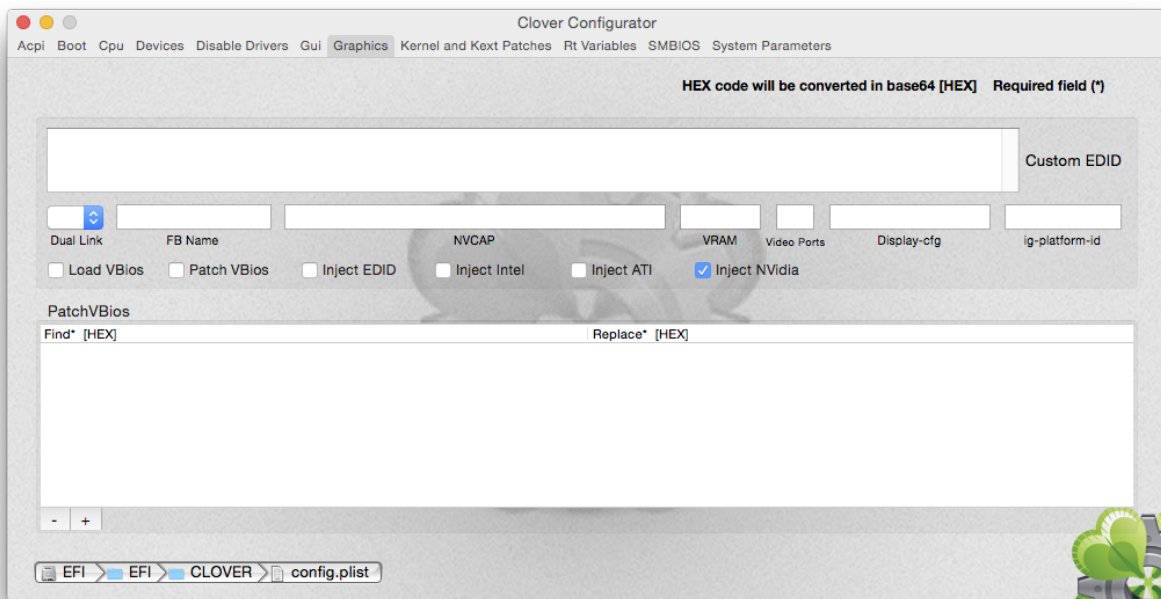 Clover Configurator
Acpi Boot Cpu Devices Disable Drivers Gui Graphics Kernel and Kext Patches Rt Variables SMBIOS System Parameters
HEX code will be converted in base64 [HEX] Required field (*)
Custom EDID
Dual Link FB Name NVCAP VRAM Video Ports Display-cfg ig-platform-id
Load VBios Patch VBios Inject EDID Inject Intel Inject ATI Inject NVidia
PatchVBios
Find* [HEX] Replace* [HEX]
- +
EFI EFI CLOVER config.plist